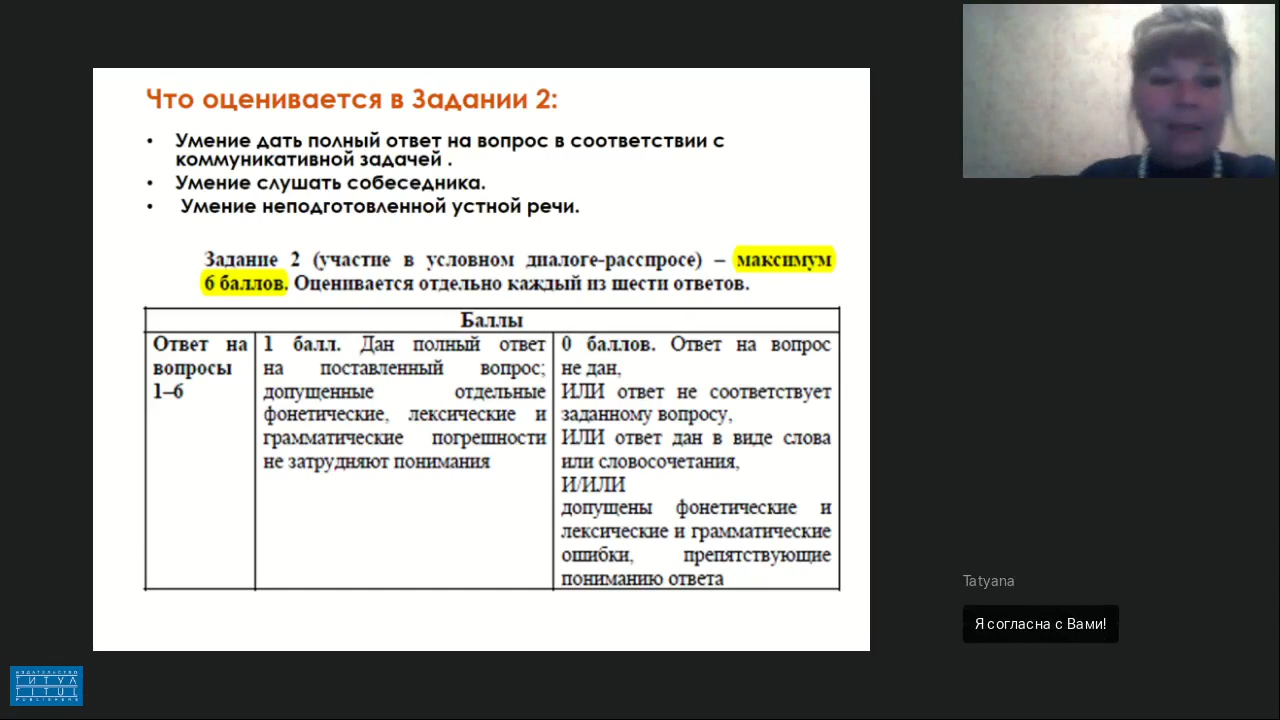 Что оценивается в Задании 2:
• Умение дать полный ответ на вопрос в соответствии с
коммуникативной задачей .
• Умение слушать собеседника.
• Умение неподготовленной устной речи.
Задание 2 (участие в условном диалоге-расспросе) – максимум
6 баллов. Оценивается отдельно каждый из шести ответов.
Баллы
Ответ на
вопросы
1–6
1 балл. Дан полный ответ
на поставленный вопрос;
допущенные отдельные
фонетические, лексические и
грамматические погрешности
не затрудняют понимания
0 баллов. Ответ на вопрос
не дан,
ИЛИ ответ не соответствует
заданному вопросу,
ИЛИ ответ дан в виде слова
или словосочетания,
И/ИЛИ
допущены фонетические и
лексические и грамматические
ошибки, препятствующие
пониманию ответа
Tatyana
Я согласна с Вами!
ИЗДАТЕЛЬСТВО
ТИТУЛ
TITUL
PUBLISHERS